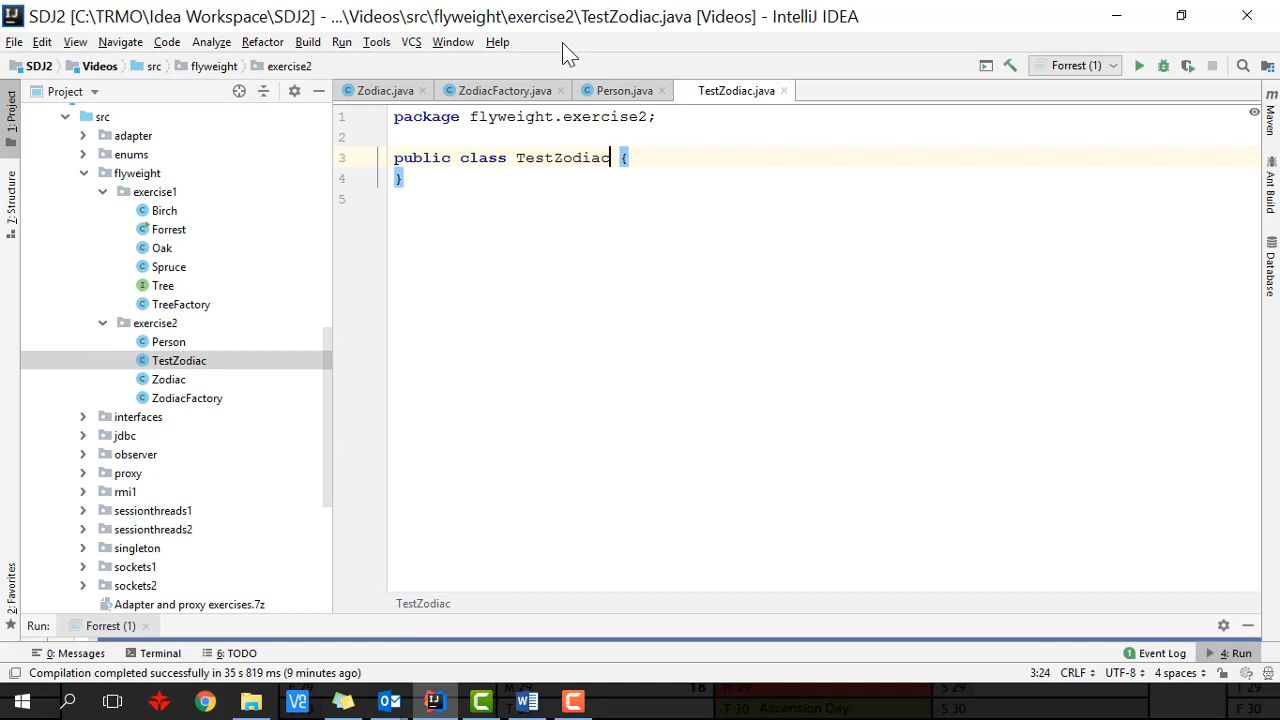 SDJ2 [C:\TRMO\Idea Workspace\SDJ2] - ...\Videos\src\flyweight\exercise2\TestZodiac.java [Videos] - IntelliJ IDEA
File Edit View Navigate Code Analyze Refactor Build Run Tools VCS Window Help
SDJ2 Videos src flyweight exercise2 Forrest (1)
Project
Zodiac.java ZodiacFactory.java Person.java TestZodiac.java
1: Project
7: Structure
2: Favorites
Maven
Ant Build
Database
src
adapter
enums
flyweight
exercise1
Birch
Forrest
Oak
Spruce
Tree
TreeFactory
exercise2
Person
TestZodiac
Zodiac
ZodiacFactory
interfaces
jdbc
observer
proxy
rmi1
sessionthreads1
sessionthreads2
singleton
sockets1
sockets2
Adapter and proxy exercises.7z
1 package flyweight.exercise2;
2
3 public class TestZodiac {
4 }
5
TestZodiac
Run: Forrest (1)
0: Messages Terminal 6: TODO 1 Event Log 4: Run
Compilation completed successfully in 35 s 819 ms (9 minutes ago) 3:24 CRLF UTF-8 4 spaces
18
T 30 Ascension Day